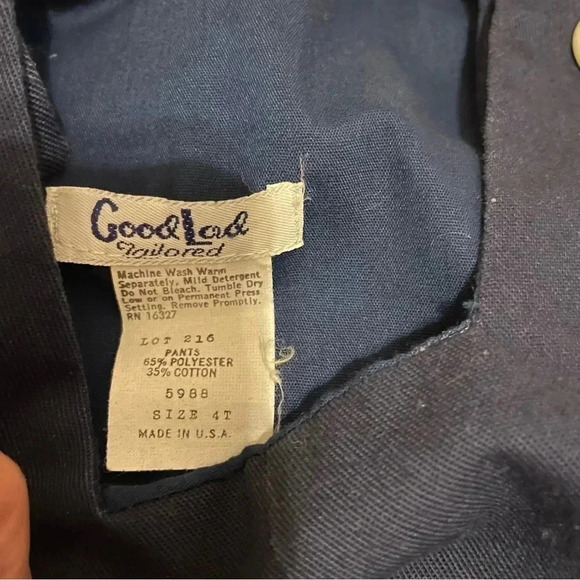 Good Lad
Tailored
Machine Wash Warm
Separately, Mild Detergent
Do Not Bleach. Tumble Dry
Low or on Permanent Press
Setting. Remove Promptly.
RN 16327
LOT 216
PANTS
65% POLYESTER
35% COTTON
5988
SIZE 4T
MADE IN U.S.A.